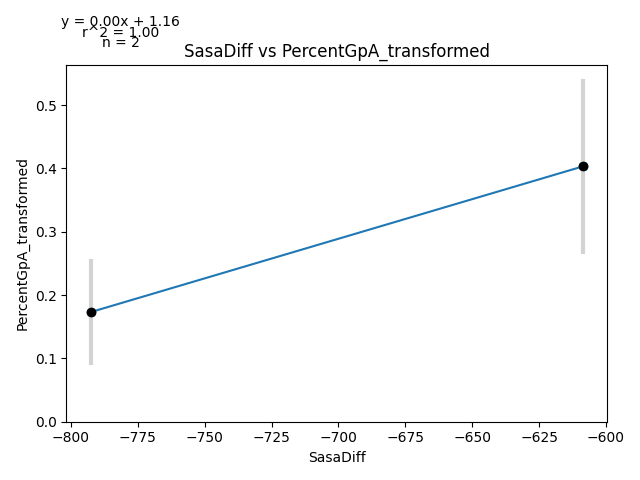 y = 0.00x + 1.16
r^2 = 1.00
n = 2
SasaDiff vs PercentGpA_transformed
PercentGpA_transformed
0.5
0.4
0.3
0.2
0.1
0.0
−800
−775
−750
−725
−700
−675
−650
−625
−600
SasaDiff